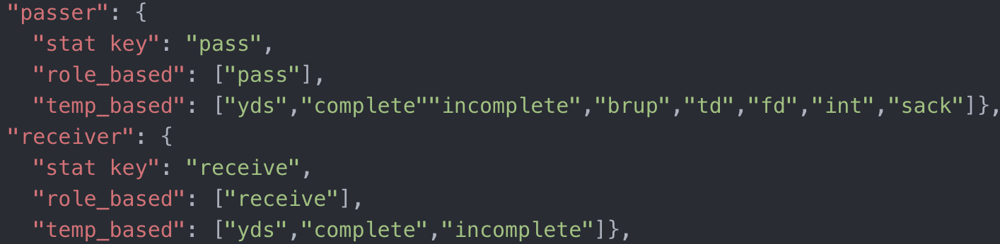 "passer": {
"stat key": "pass",
"role_based": ["pass"],
"temp_based": ["yds","complete""incomplete","brup","td","fd","int","sack"]},
"receiver": {
"stat key": "receive",
"role_based": ["receive"],
"temp_based": ["yds","complete","incomplete"]},